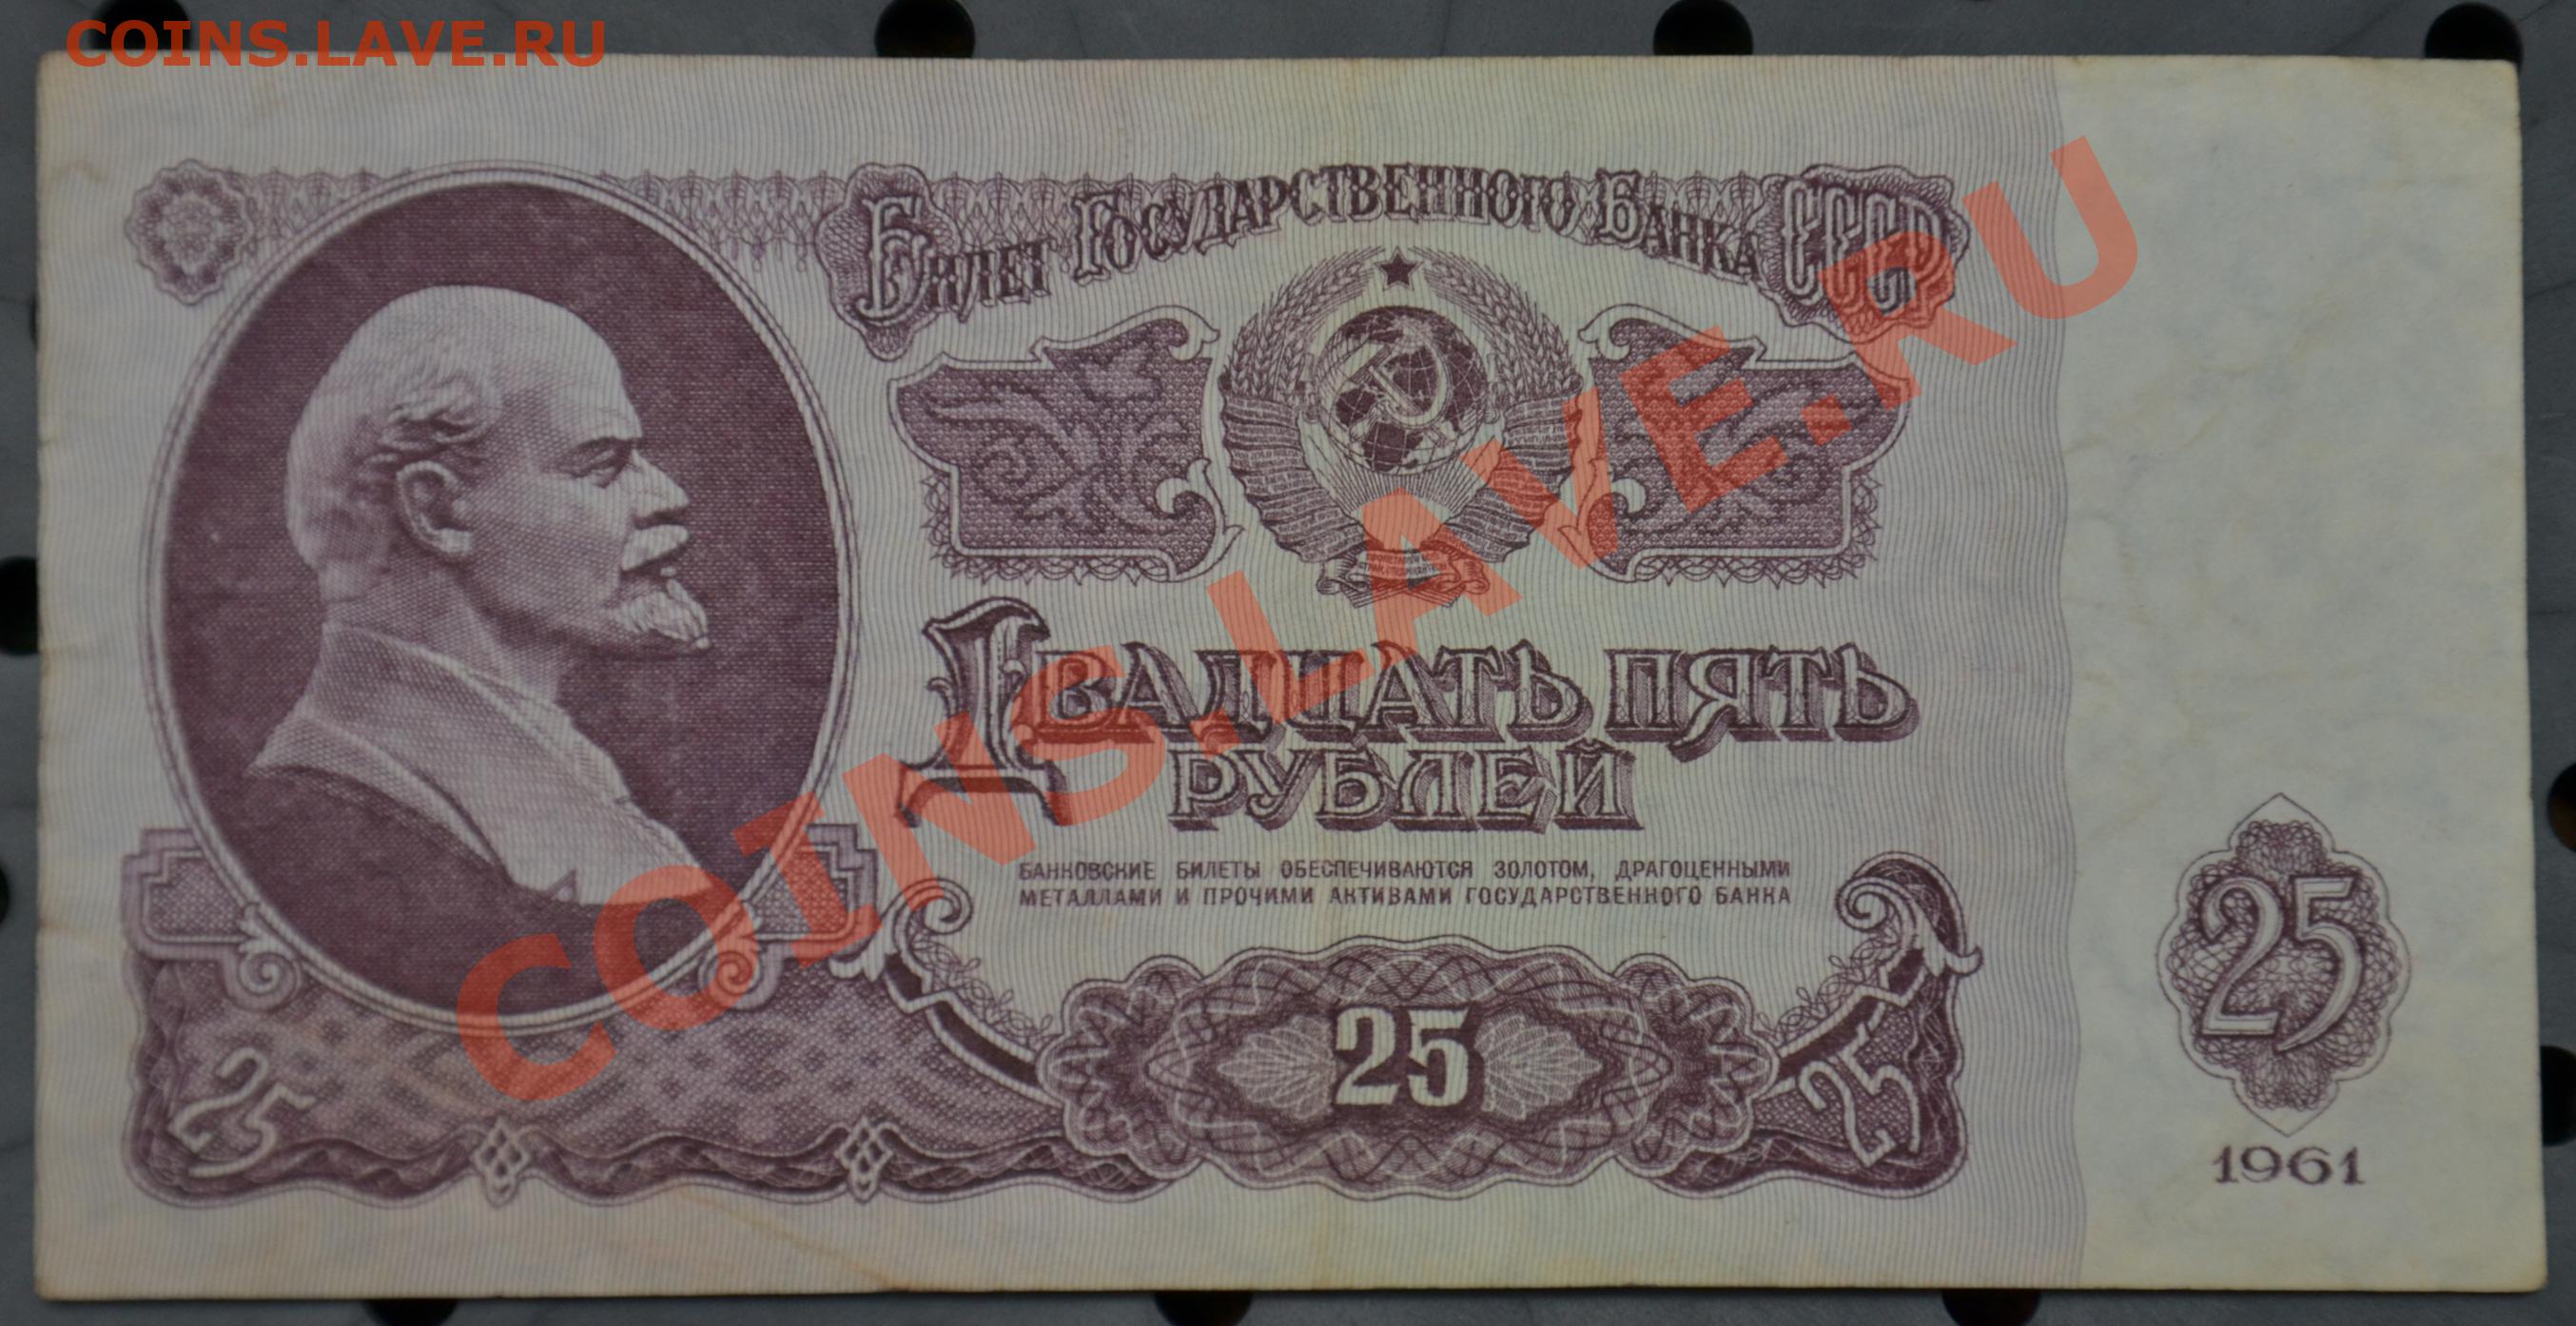 COINS.LAVE.RU
Билет Государственного Банка СССР
Двадцать пять
рублей
БАНКОВСКИЕ БИЛЕТЫ ОБЕСПЕЧИВАЮТСЯ ЗОЛОТОМ, ДРАГОЦЕННЫМИ
МЕТАЛЛАМИ И ПРОЧИМИ АКТИВАМИ ГОСУДАРСТВЕННОГО БАНКА
25
25
25
25
1961
COINS.LAVE.RU